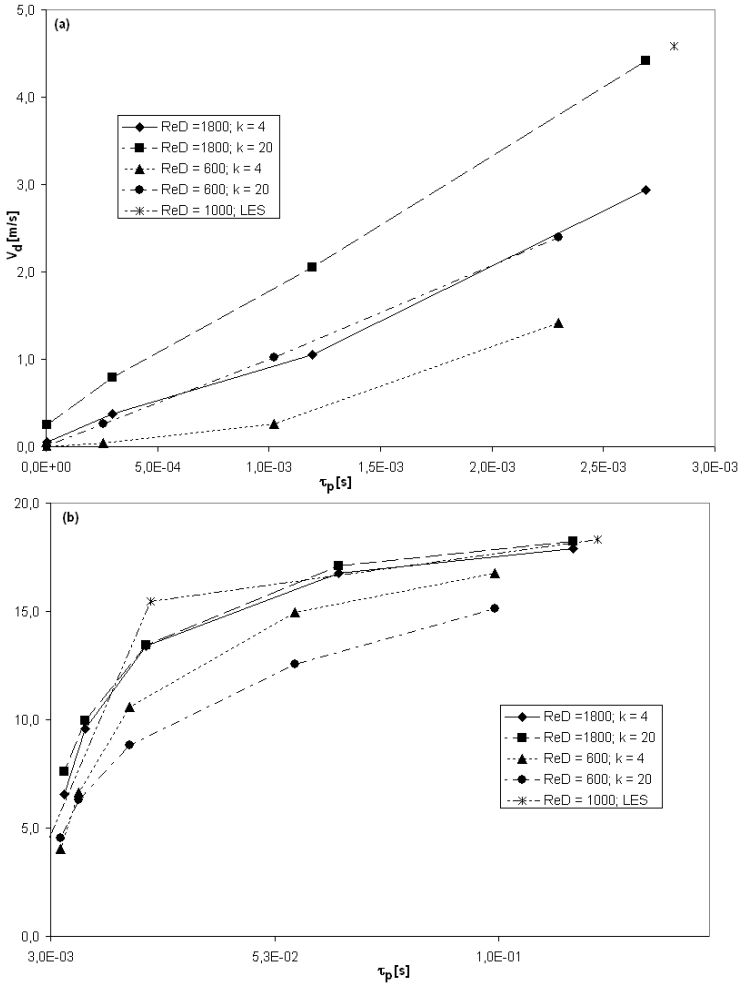 (a)
5,0
4,0
3,0
2,0
1,0
0,0
V_d [m/s]
ReD =1800; k = 4
ReD =1800; k = 20
ReD = 600; k = 4
ReD = 600; k = 20
ReD = 1000; LES
0,0E+00 5,0E-04 1,0E-03 1,5E-03 2,0E-03 2,5E-03 3,0E-03
τ_p [s]
(b)
20,0
15,0
10,0
5,0
0,0
ReD =1800; k = 4
ReD =1800; k = 20
ReD = 600; k = 4
ReD = 600; k = 20
ReD = 1000; LES
3,0E-03 5,3E-02 1,0E-01
τ_p [s]